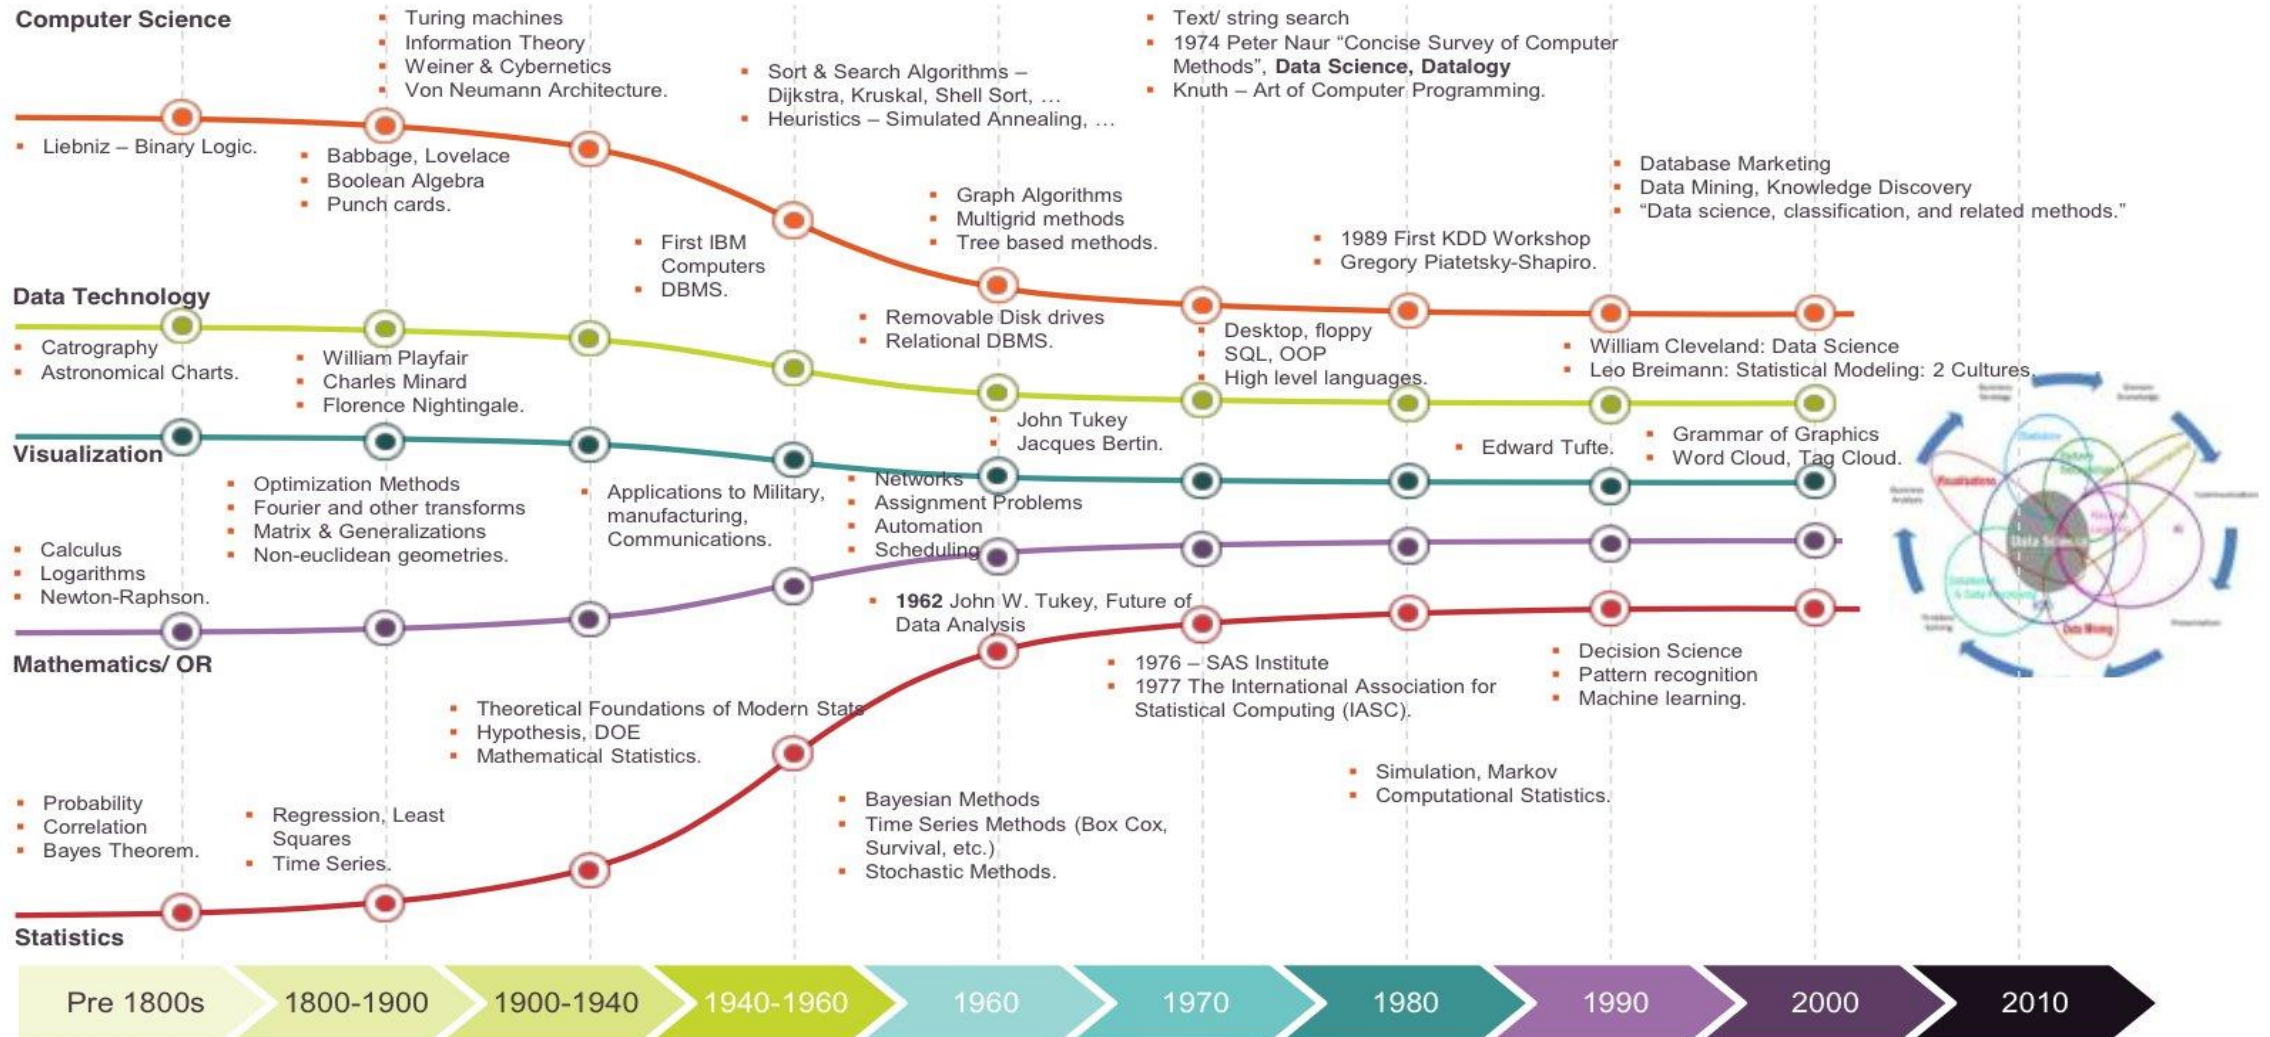 Computer Science
Turing machines
Information Theory
Weiner & Cybernetics
Von Neumann Architecture.
Text/ string search
1974 Peter Naur “Concise Survey of Computer
Methods”, Data Science, Datalogy
Knuth – Art of Computer Programming.
Sort & Search Algorithms –
Dijkstra, Kruskal, Shell Sort, …
Heuristics – Simulated Annealing, …
Liebniz – Binary Logic.
Babbage, Lovelace
Boolean Algebra
Punch cards.
Database Marketing
Data Mining, Knowledge Discovery
“Data science, classification, and related methods.”
Graph Algorithms
Multigrid methods
Tree based methods.
First IBM
Computers
DBMS.
1989 First KDD Workshop
Gregory Piatetsky-Shapiro.
Data Technology
Removable Disk drives
Relational DBMS.
Desktop, floppy
SQL, OOP
High level languages.
William Cleveland: Data Science
Leo Breimann: Statistical Modeling: 2 Cultures.
Catrography
Astronomical Charts.
William Playfair
Charles Minard
Florence Nightingale.
John Tukey
Jacques Bertin.
Edward Tufte.
Grammar of Graphics
Word Cloud, Tag Cloud.
Visualization
Optimization Methods
Fourier and other transforms
Matrix & Generalizations
Non-euclidean geometries.
Applications to Military,
manufacturing,
Communications.
Networks
Assignment Problems
Automation
Scheduling
Calculus
Logarithms
Newton-Raphson.
1962 John W. Tukey, Future of
Data Analysis
Mathematics/ OR
1976 – SAS Institute
1977 The International Association for
Statistical Computing (IASC).
Decision Science
Pattern recognition
Machine learning.
Theoretical Foundations of Modern Stats
Hypothesis, DOE
Mathematical Statistics.
Simulation, Markov
Computational Statistics.
Probability
Correlation
Bayes Theorem.
Regression, Least
Squares
Time Series.
Bayesian Methods
Time Series Methods (Box Cox,
Survival, etc.)
Stochastic Methods.
Statistics
Data Science
Data Mining
Pre 1800s
1800-1900
1900-1940
1940-1960
1960
1970
1980
1990
2000
2010